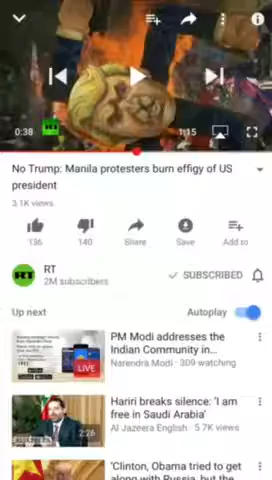 0:38
RT
1:15
No Trump: Manila protesters burn effigy of US
president
3.1K views
136
140
Share
Save
Add to
RT
RT
2M subscribers
SUBSCRIBED
Up next
Autoplay
PM Modi addresses the
Indian Community in...
Narendra Modi · 309 watching
LIVE
Hariri breaks silence: 'I am
free in Saudi Arabia'
Al Jazeera English · 5.7K views
2:26
'Clinton, Obama tried to get
along with Russia, but the